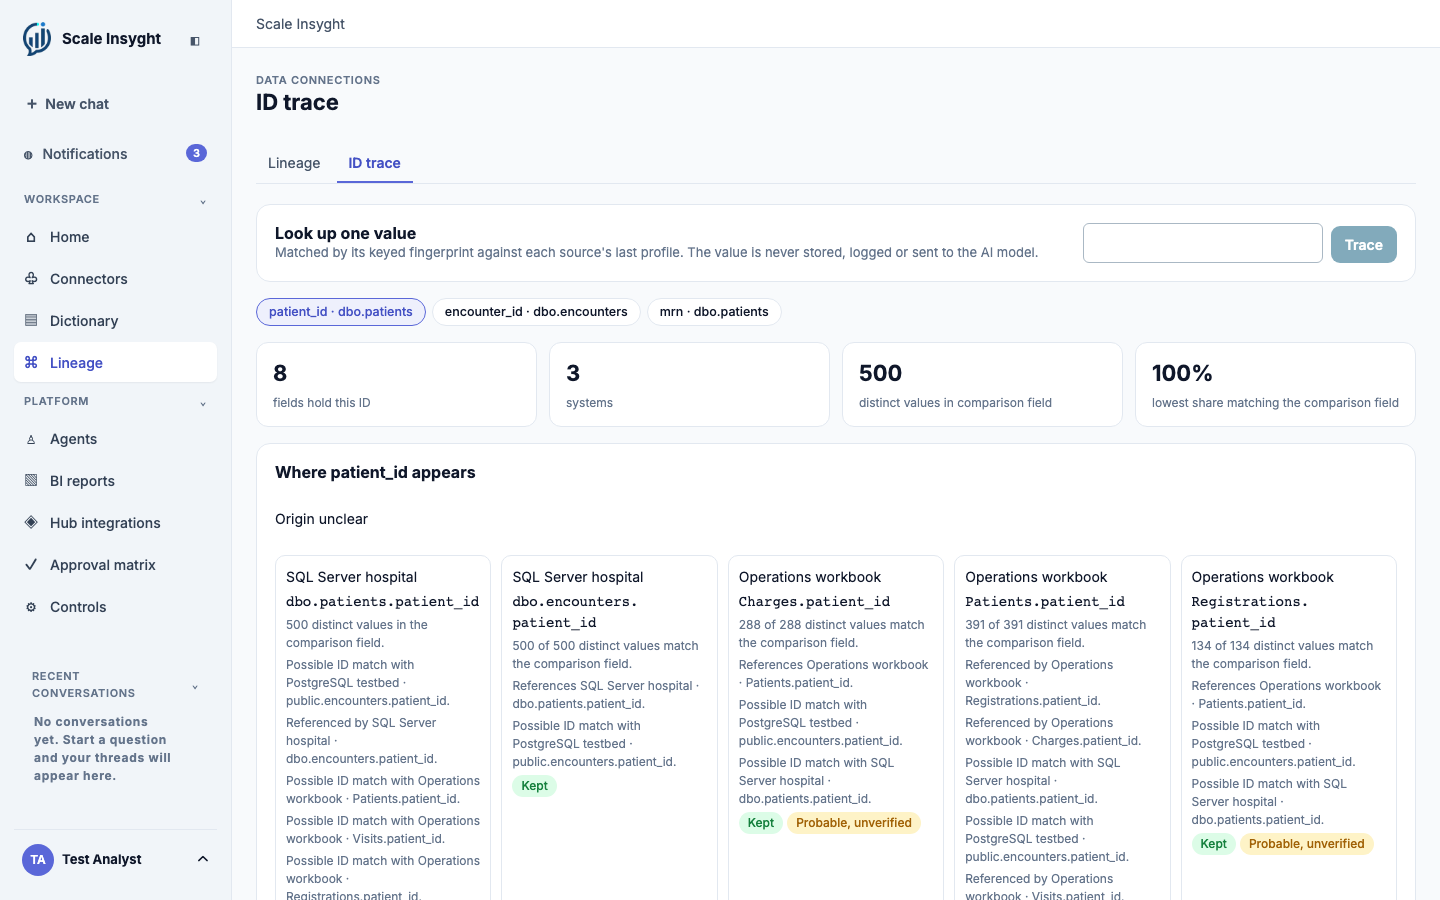 Scale Insyght
New chat
Notifications
3
WORKSPACE
Home
Connectors
Dictionary
Lineage
PLATFORM
Agents
BI reports
Hub integrations
Approval matrix
Controls
RECENT
CONVERSATIONS
No conversations
yet. Start a question
and your threads will
appear here.
TA
Test Analyst
Scale Insyght
DATA CONNECTIONS
ID trace
Lineage
ID trace
Look up one value
Matched by its keyed fingerprint against each source's last profile. The value is never stored, logged or sent to the AI model.
Trace
patient_id · dbo.patients
encounter_id · dbo.encounters
mrn · dbo.patients
8
fields hold this ID
3
systems
500
distinct values in comparison field
100%
lowest share matching the comparison field
Where patient_id appears
Origin unclear
SQL Server hospital
dbo.patients.patient_id
500 distinct values in the
comparison field.
Possible ID match with
PostgreSQL testbed ·
public.encounters.patient_id.
Referenced by SQL Server
hospital ·
dbo.encounters.patient_id.
Possible ID match with Operations
workbook · Patients.patient_id.
Possible ID match with Operations
workbook · Visits.patient_id.
Possible ID match with Operations
workbook ·
Registrations.patient_id.
SQL Server hospital
dbo.encounters.
patient_id
500 of 500 distinct values match
the comparison field.
References SQL Server hospital ·
dbo.patients.patient_id.
Possible ID match with
PostgreSQL testbed ·
public.encounters.patient_id.
Kept
Operations workbook
Charges.patient_id
288 of 288 distinct values match
the comparison field.
References Operations workbook
· Patients.patient_id.
Possible ID match with
PostgreSQL testbed ·
public.encounters.patient_id.
Possible ID match with SQL
Server hospital ·
dbo.patients.patient_id.
Kept
Probable, unverified
Operations workbook
Patients.patient_id
391 of 391 distinct values match
the comparison field.
Referenced by Operations
workbook ·
Registrations.patient_id.
Referenced by Operations
workbook · Charges.patient_id.
Possible ID match with SQL
Server hospital ·
dbo.patients.patient_id.
Possible ID match with
PostgreSQL testbed ·
public.encounters.patient_id.
Referenced by Operations
workbook · Visits.patient_id.
Operations workbook
Registrations.
patient_id
134 of 134 distinct values match
the comparison field.
References Operations workbook
· Patients.patient_id.
Possible ID match with
PostgreSQL testbed ·
public.encounters.patient_id.
Possible ID match with SQL
Server hospital ·
dbo.patients.patient_id.
Kept
Probable, unverified